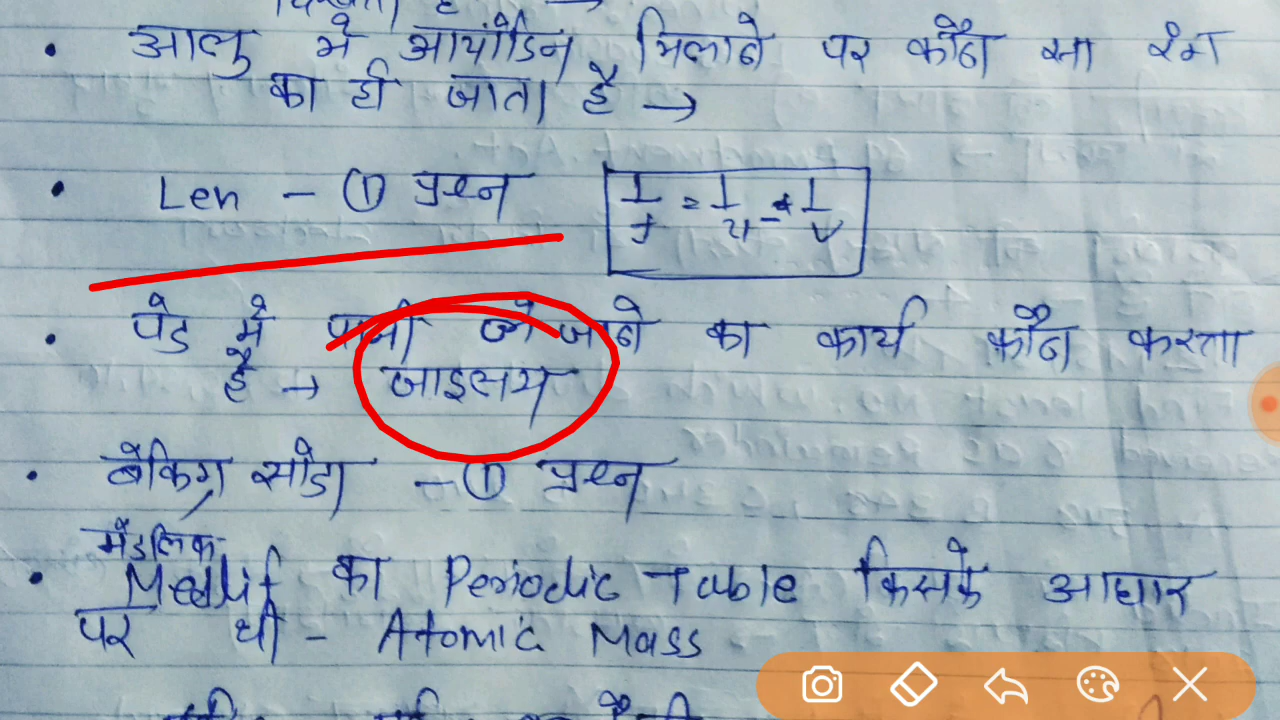 • आलु मे आयोडिन मिलाने पर कौन सा रंग
का हो जाता है →
• Len - ① प्रश्न
1/f = 1/u - + 1/v
• पेड मे पानी ले जाने का कार्य कौन करता
है → जाइलम
• बेकिंग सोडा - ① प्रश्न
मेंडलिफ
• का Periodic Table किसके आधार
पर थी - Atomic Mass